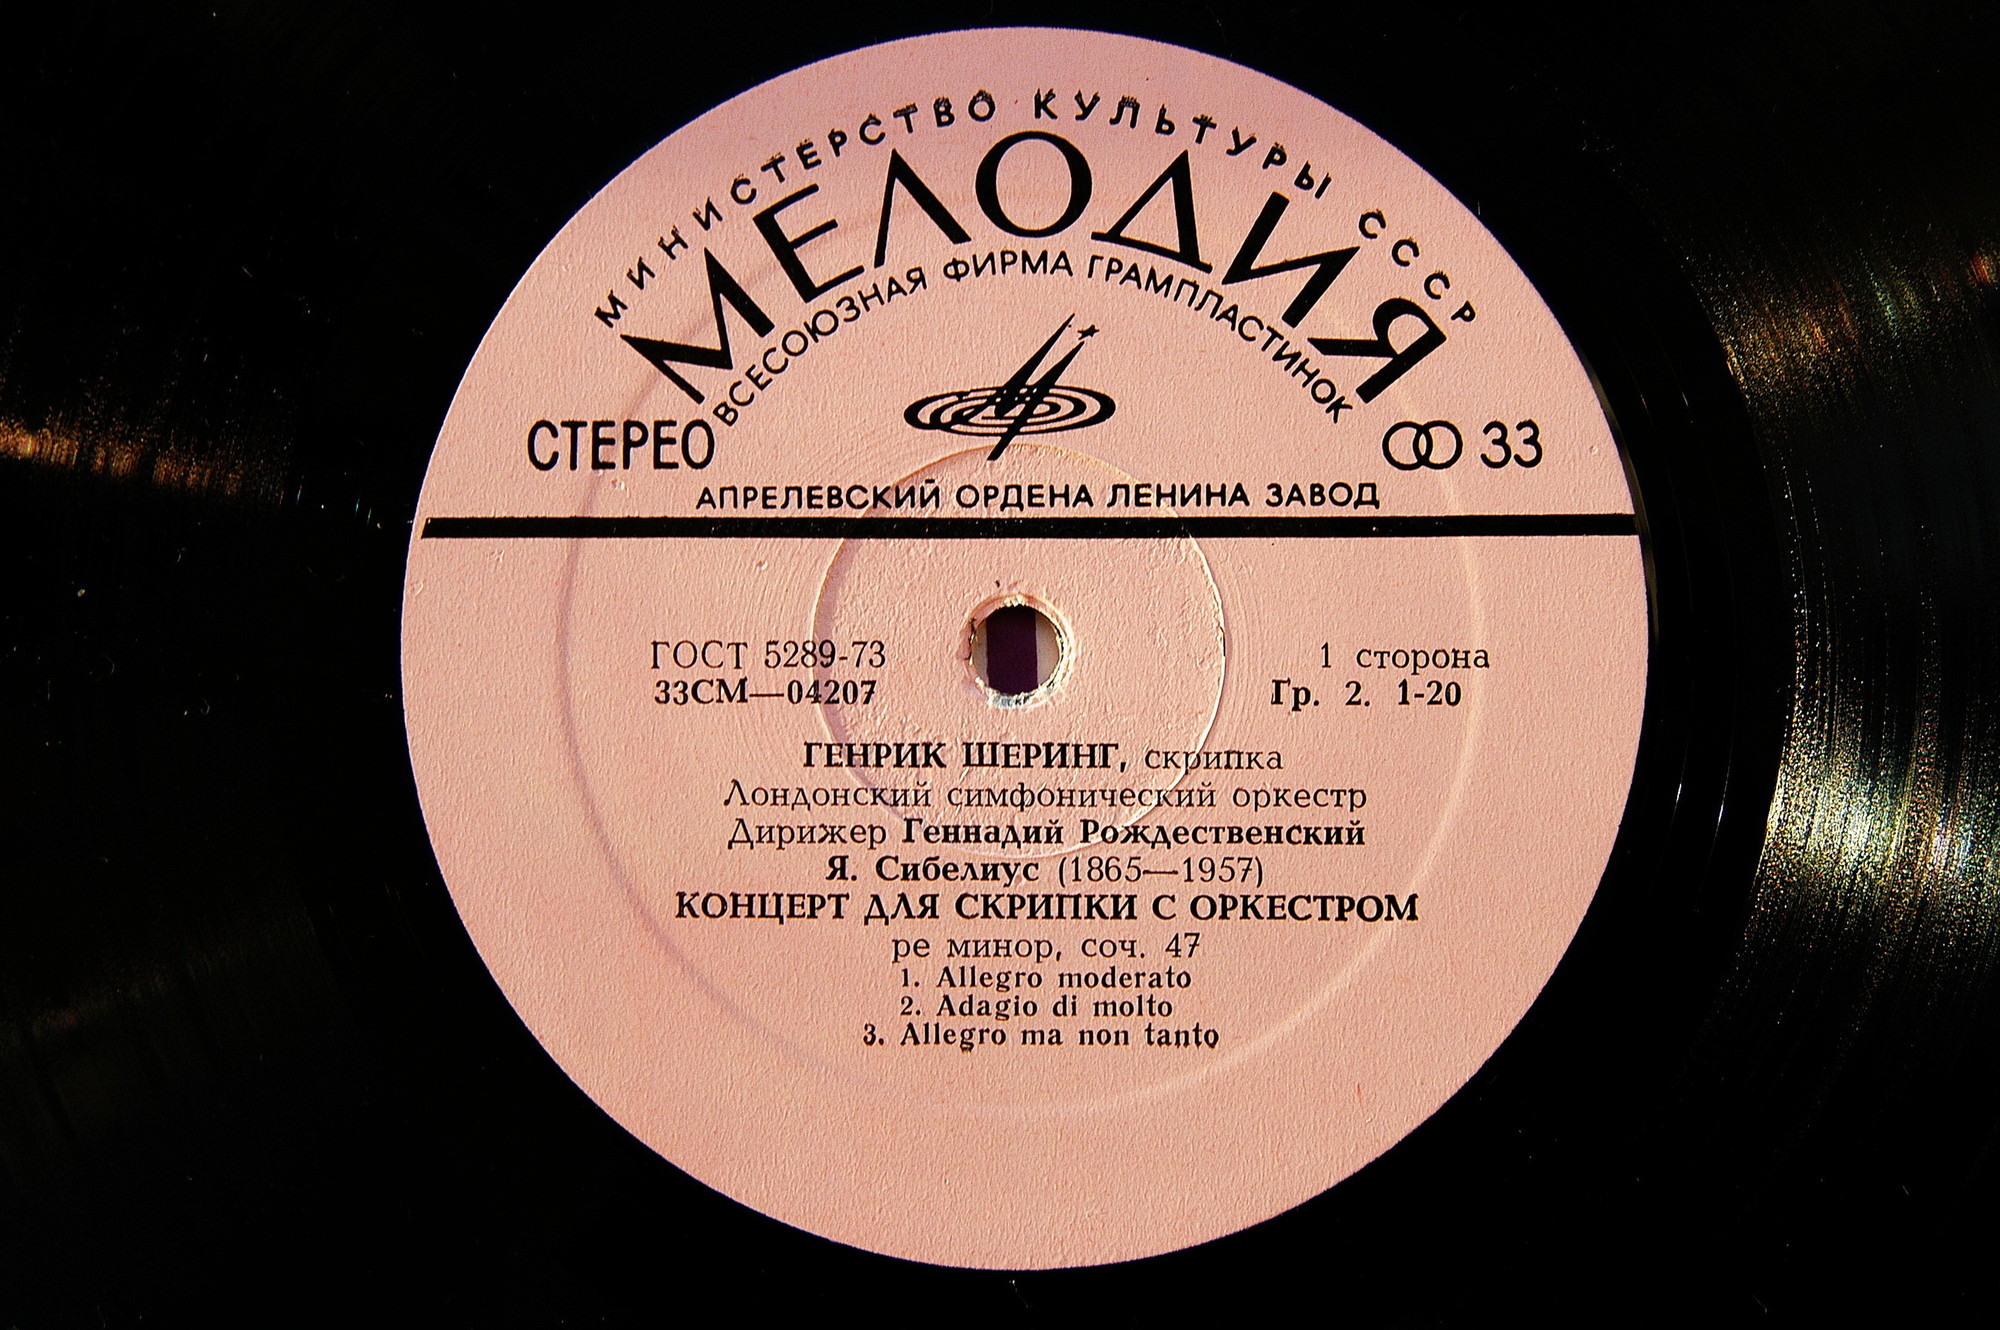 МИНИСТЕРСТВО КУЛЬТУРЫ СССР
МЕЛОДИЯ
ВСЕСОЮЗНАЯ ФИРМА ГРАМПЛАСТИНОК
СТЕРЕО
33
АПРЕЛЕВСКИЙ ОРДЕНА ЛЕНИНА ЗАВОД
ГОСТ 5289-73
1 сторона
33СМ—04207
Гр. 2. 1-20
ГЕНРИК ШЕРИНГ, скрипка
Лондонский симфонический оркестр
Дирижер Геннадий Рождественский
Я. Сибелиус (1865—1957)
КОНЦЕРТ ДЛЯ СКРИПКИ С ОРКЕСТРОМ
ре минор, соч. 47
1. Allegro moderato
2. Adagio di molto
3. Allegro ma non tanto